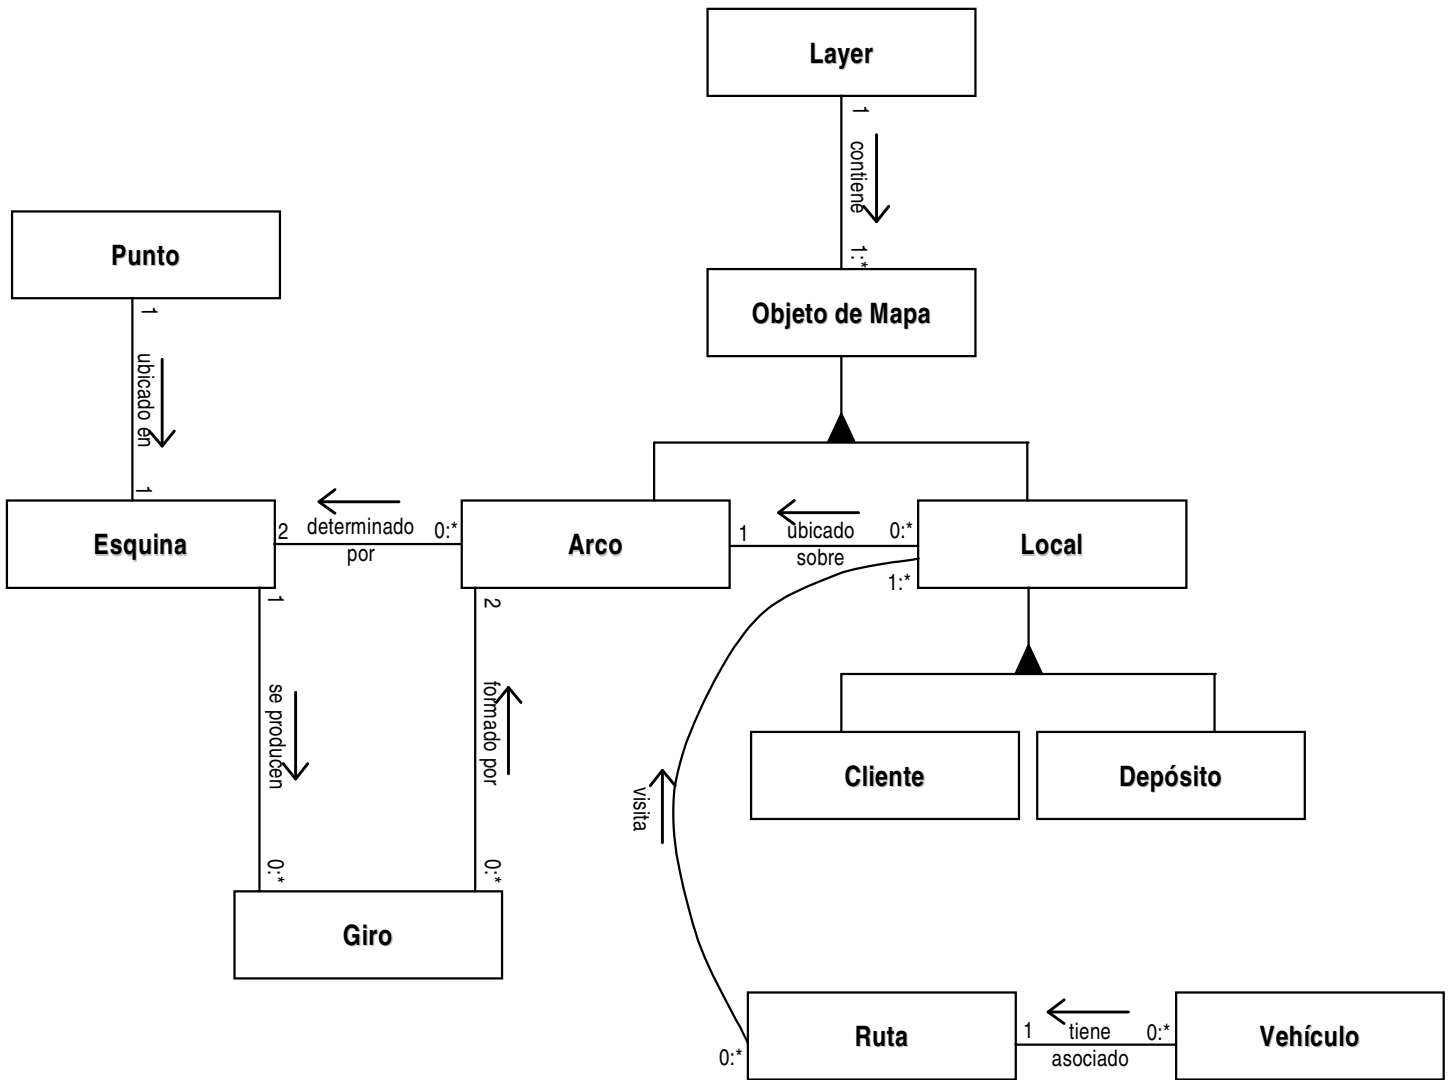 Layer
1
contiene
1:*
Punto
Objeto de Mapa
1
ubicado en
1
Esquina
2
determinado
por
0:*
Arco
1
ubicado
sobre
0:*
Local
1:*
1
se producen
0:*
2
formado por
0:*
Cliente
Depósito
visita
Giro
0:*
Ruta
1
tiene
asociado
0:*
Vehículo